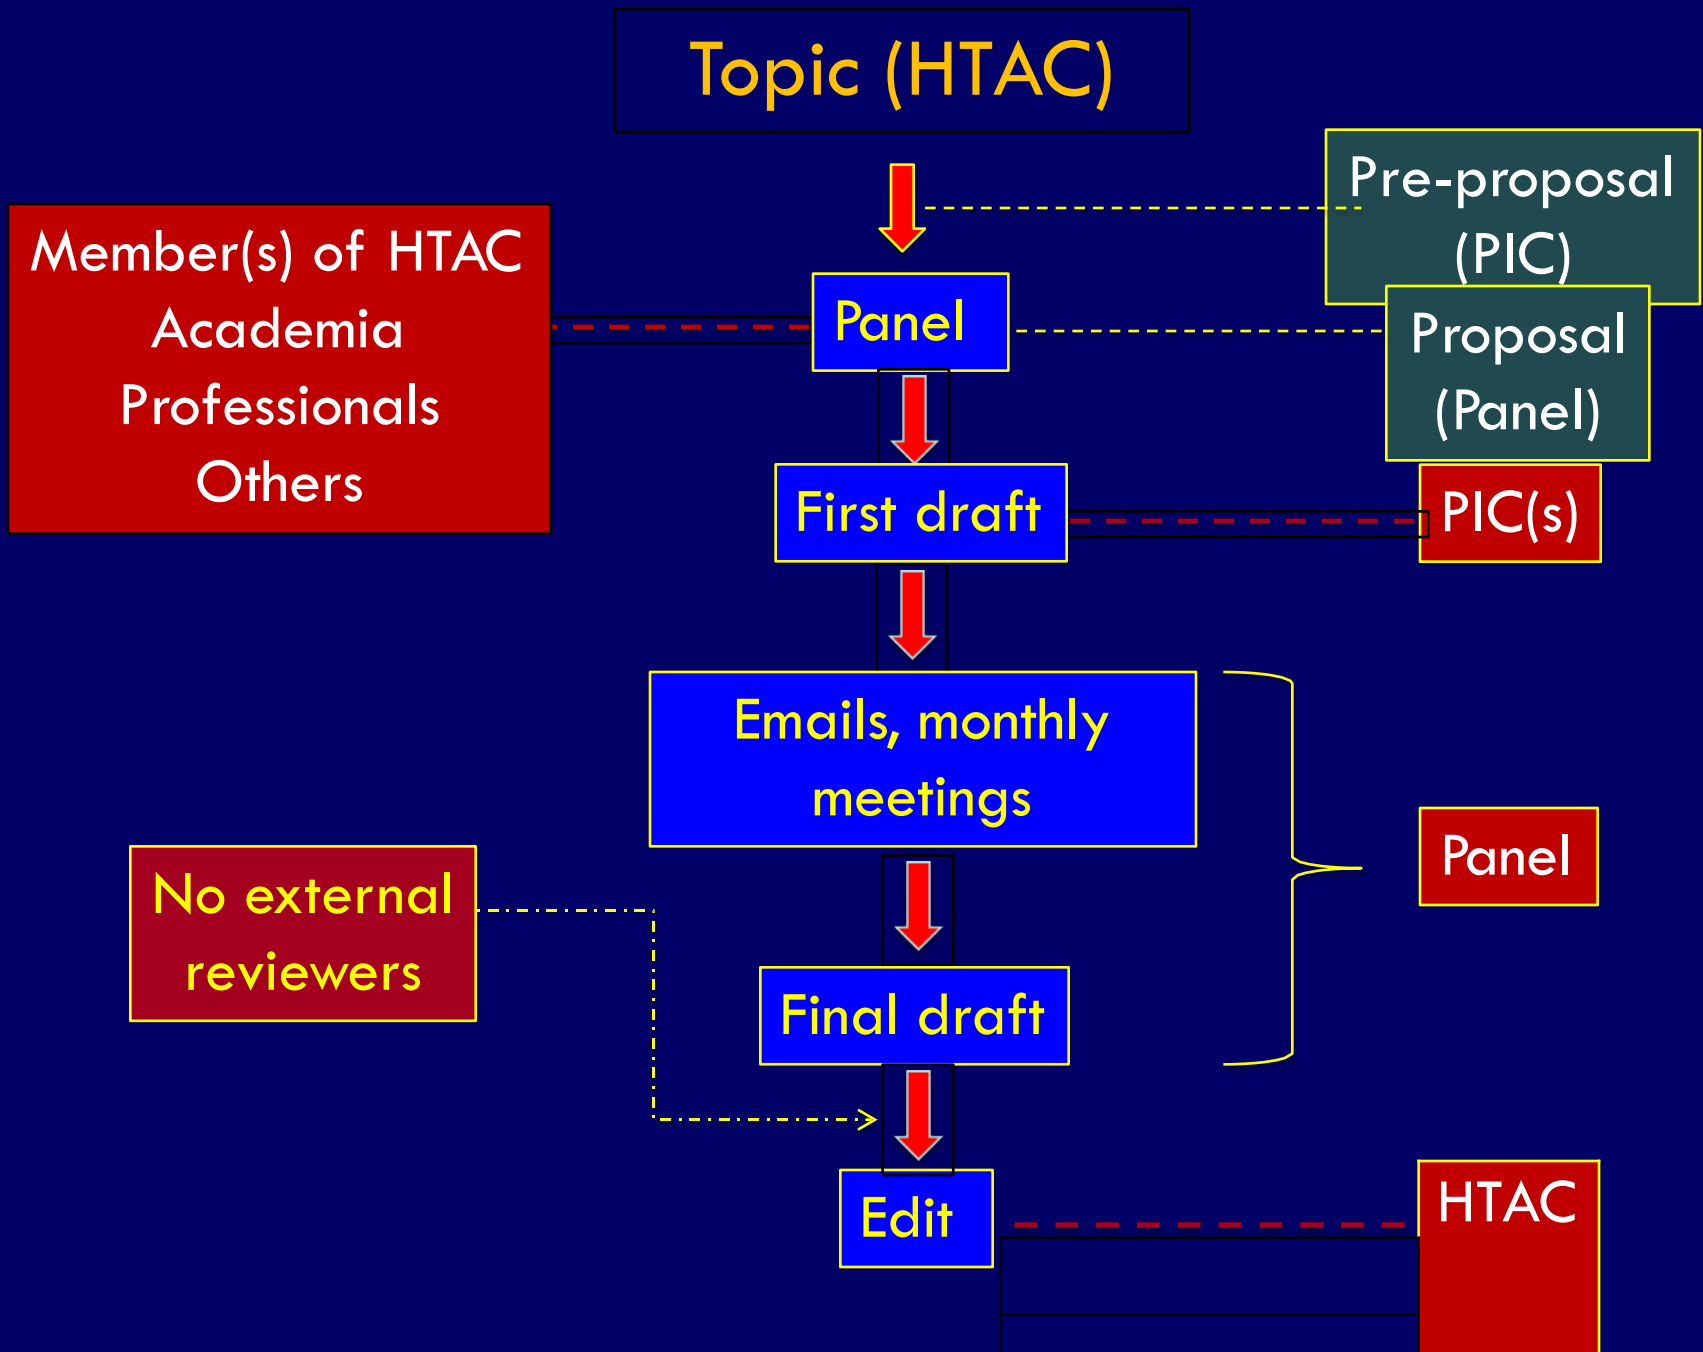 Topic (HTAC)
Pre-proposal
(PIC)
Member(s) of HTAC
Academia
Professionals
Others
Panel
Proposal
(Panel)
First draft
PIC(s)
Emails, monthly
meetings
Panel
No external
reviewers
Final draft
Edit
HTAC